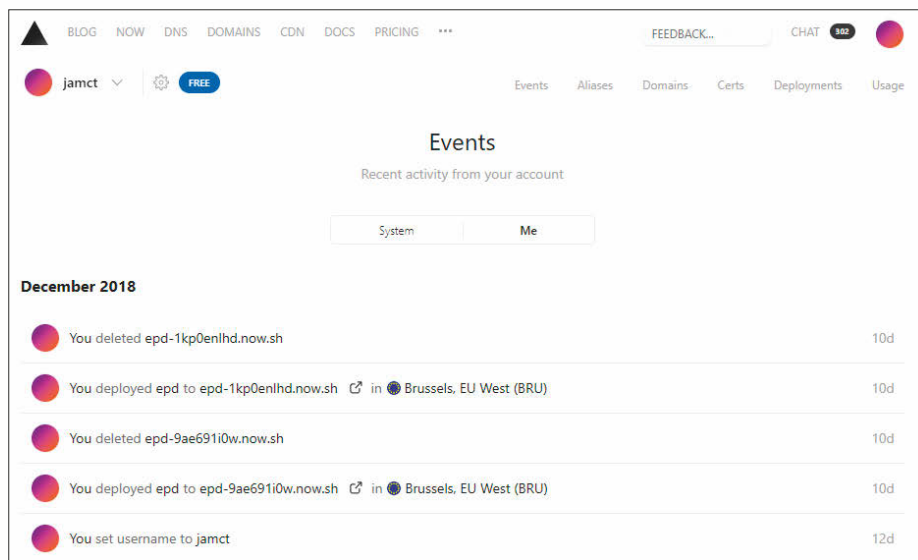 BLOG NOW DNS DOMAINS CDN DOCS PRICING ••• FEEDBACK... CHAT 302
jamct FREE Events Aliases Domains Certs Deployments Usage
Events
Recent activity from your account
System Me
December 2018
You deleted epd-1kp0enlhd.now.sh 10d
You deployed epd to epd-1kp0enlhd.now.sh in Brussels, EU West (BRU) 10d
You deleted epd-9ae691i0w.now.sh 10d
You deployed epd to epd-9ae691i0w.now.sh in Brussels, EU West (BRU) 10d
You set username to jamct 12d